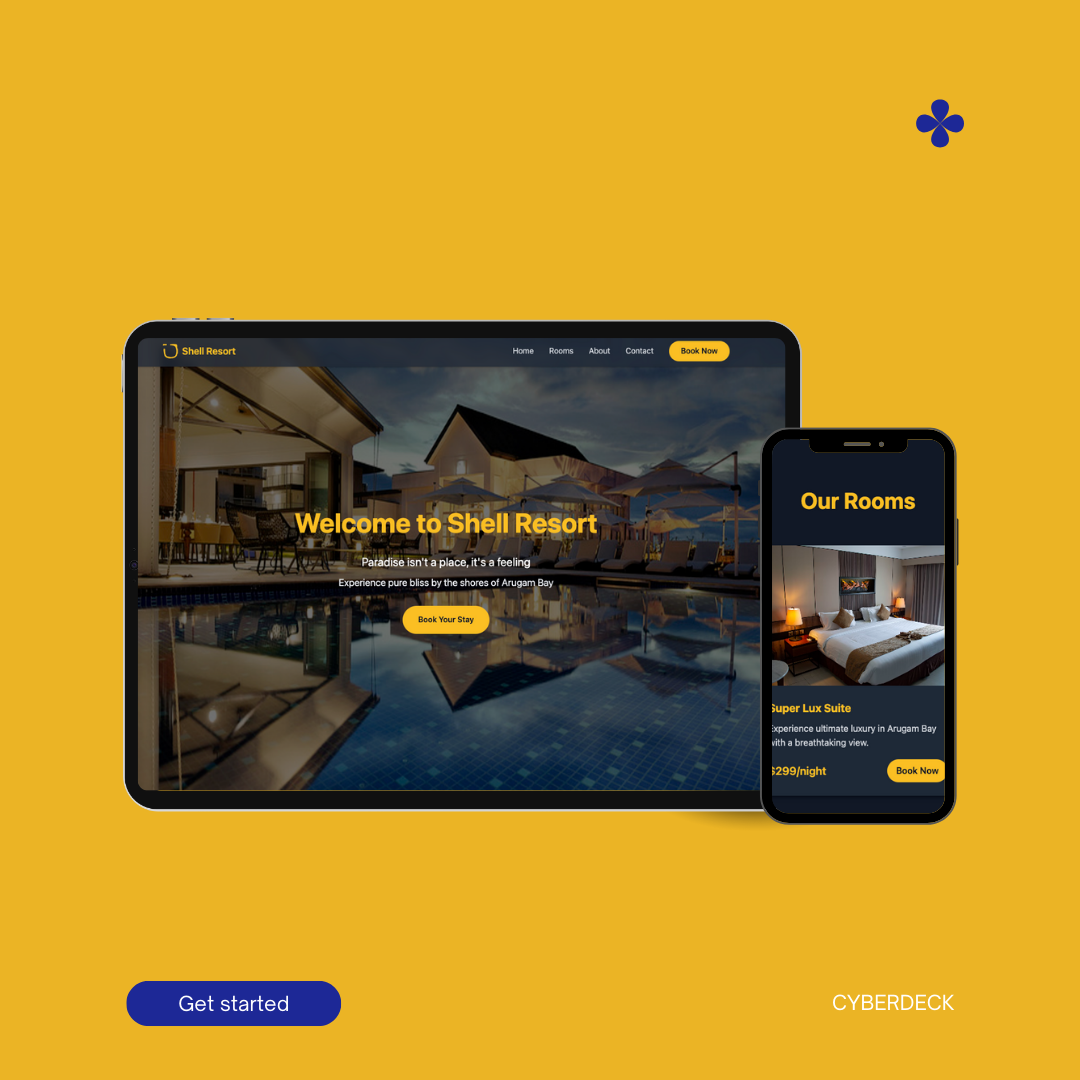 Shell Resort
Home Rooms About Contact Book Now
Welcome to Shell Resort
Paradise isn't a place, it's a feeling
Experience pure bliss by the shores of Arugam Bay
Book Your Stay
Our Rooms
Super Lux Suite
Experience ultimate luxury in Arugam Bay
with a breathtaking view.
$299/night
Book Now
Get started
CYBERDECK